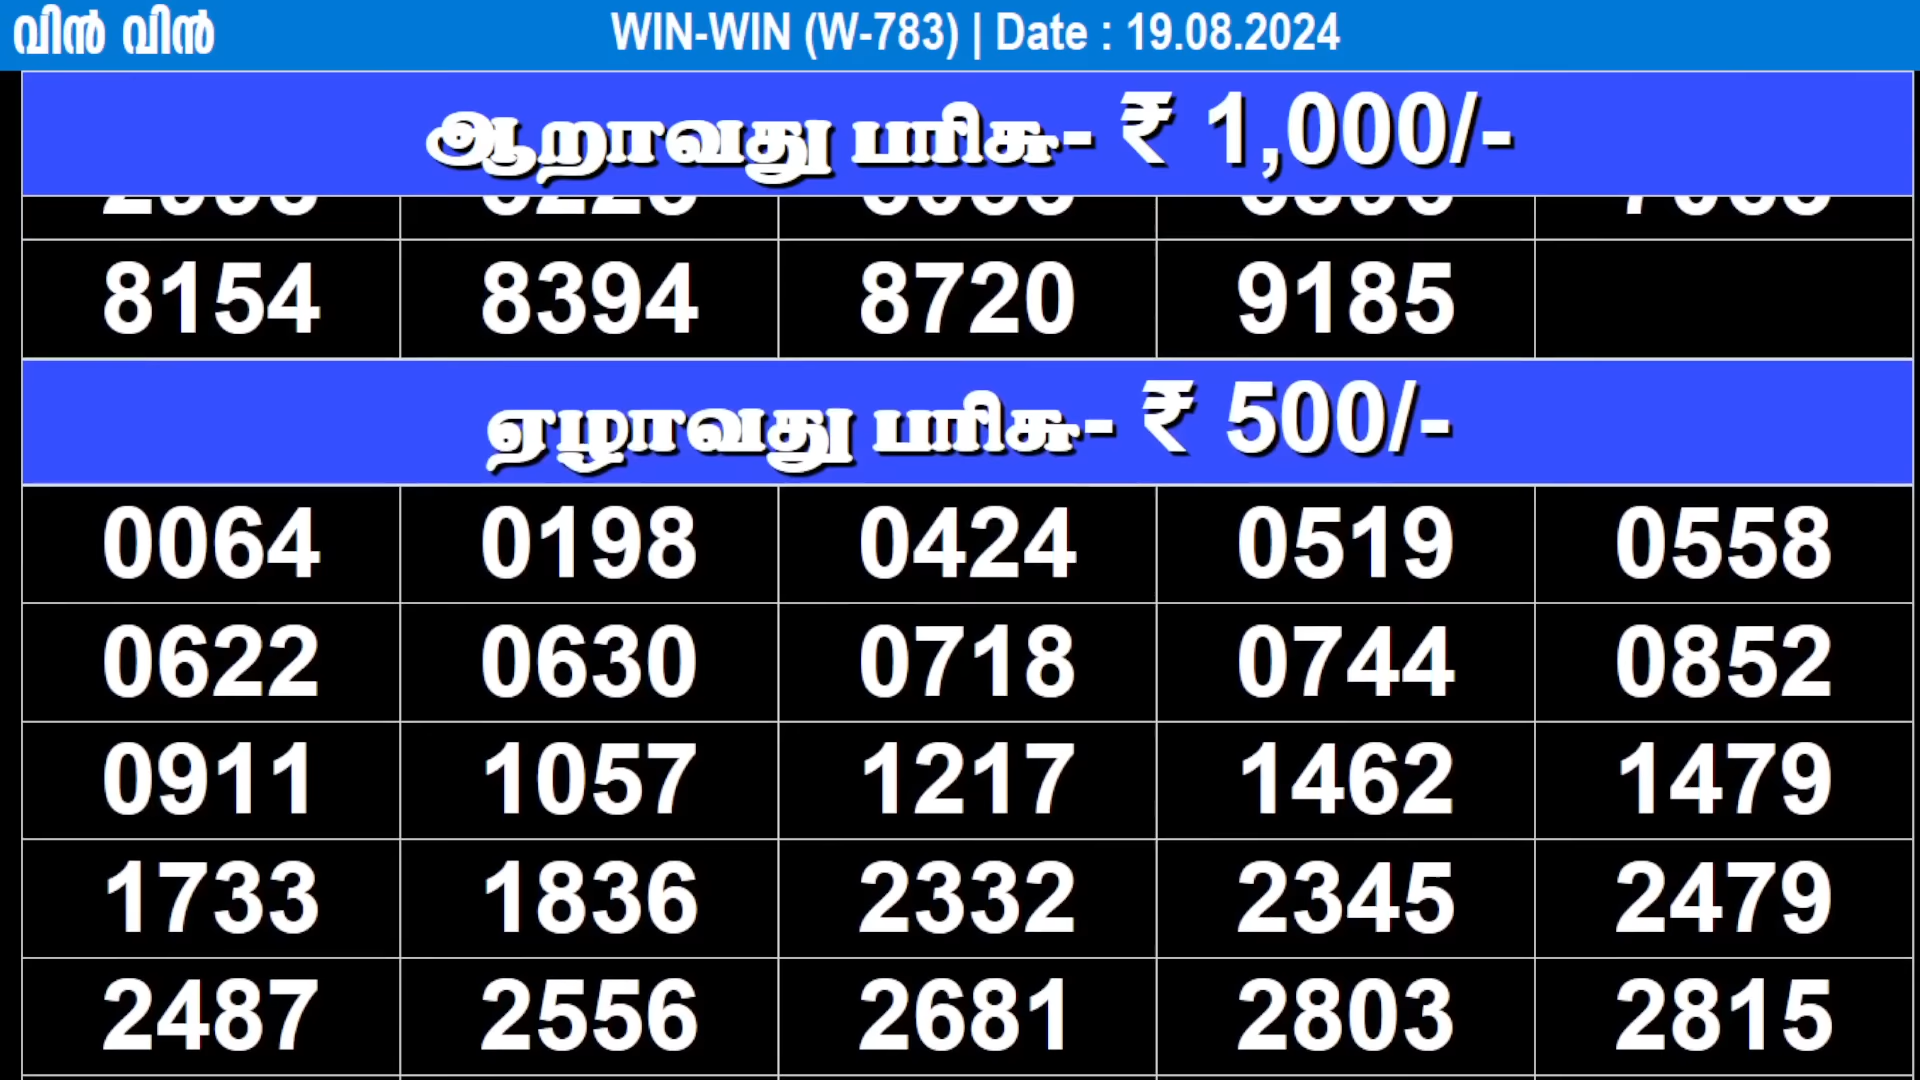 വിൻ വിൻ WIN-WIN (W-783) | Date : 19.08.2024
ஆறாவது பரிசு- ₹ 1,000/-
8154 8394 8720 9185
ஏழாவது பரிசு- ₹ 500/-
0064 0198 0424 0519 0558
0622 0630 0718 0744 0852
0911 1057 1217 1462 1479
1733 1836 2332 2345 2479
2487 2556 2681 2803 2815